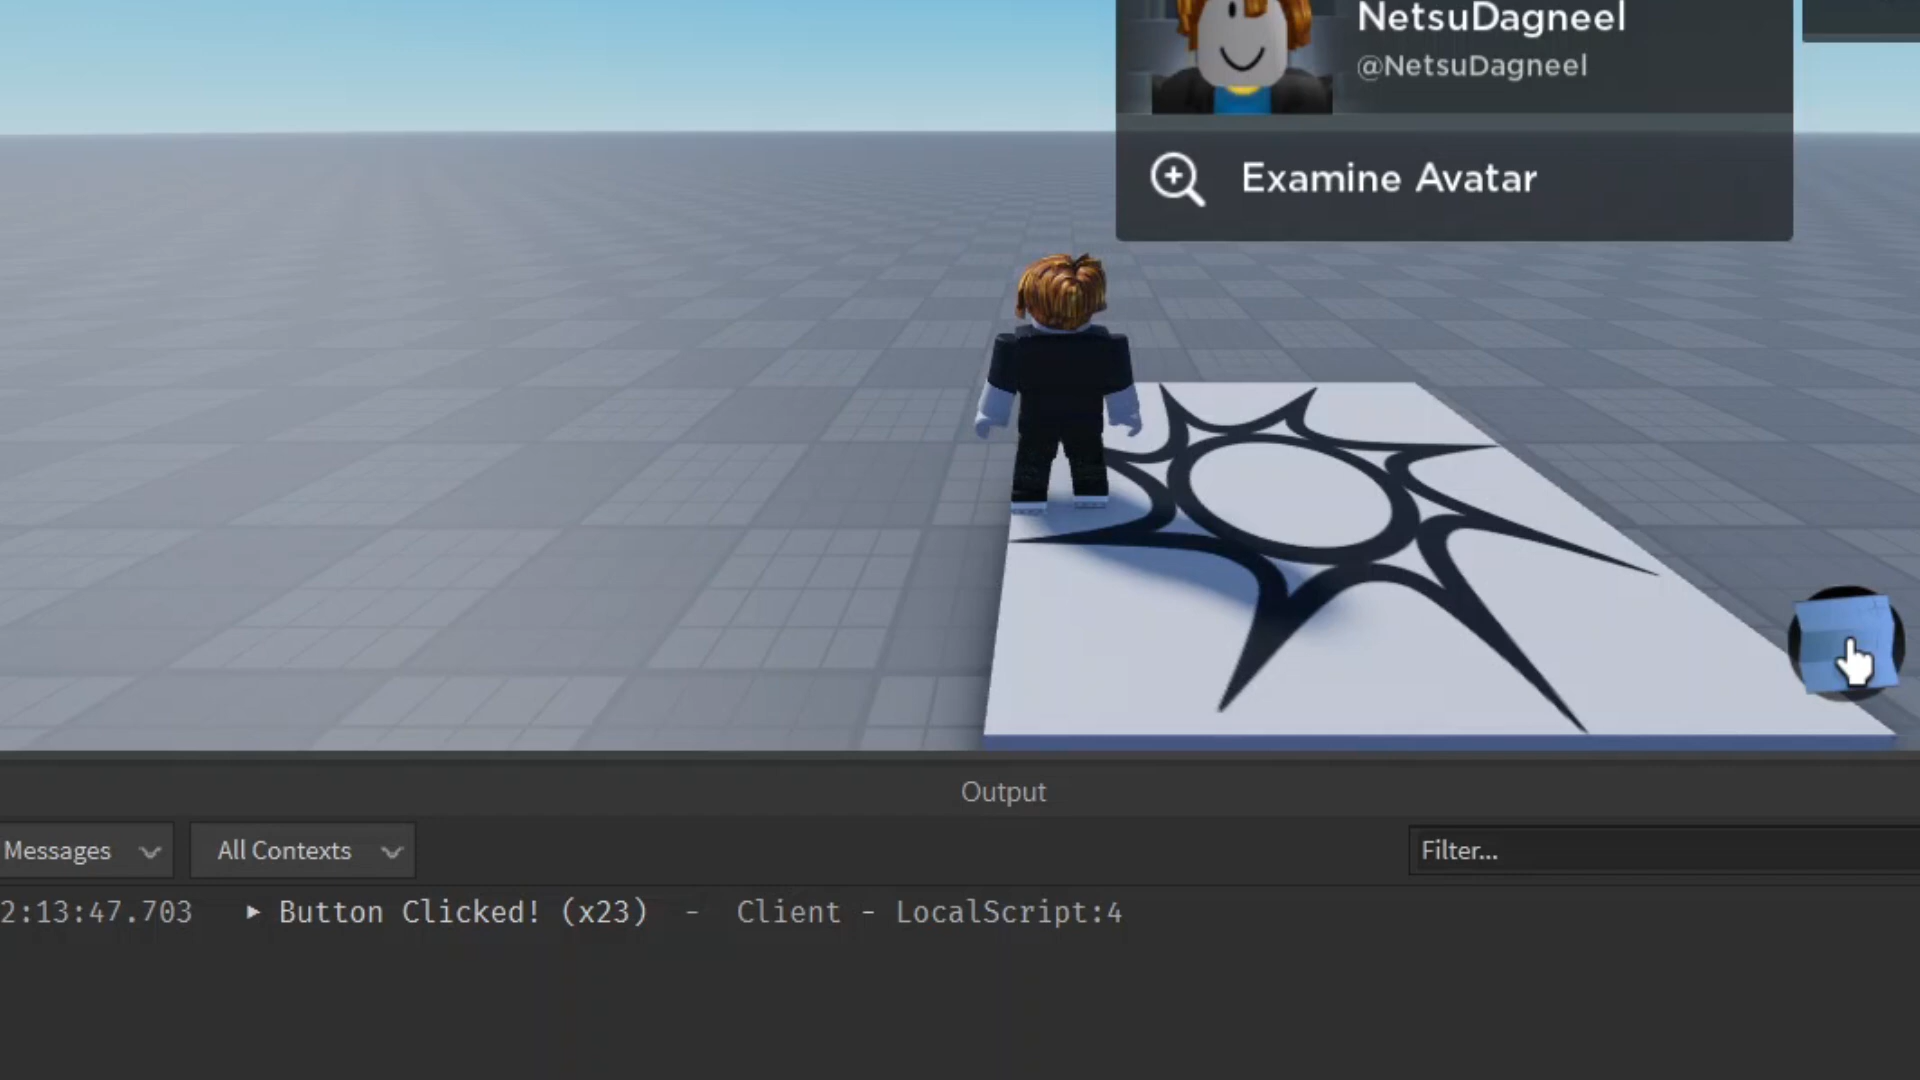 NetsuDagneel
@NetsuDagneel
Examine Avatar
Output
Messages
All Contexts
Filter...
2:13:47.703 Button Clicked! (x23) - Client - LocalScript:4